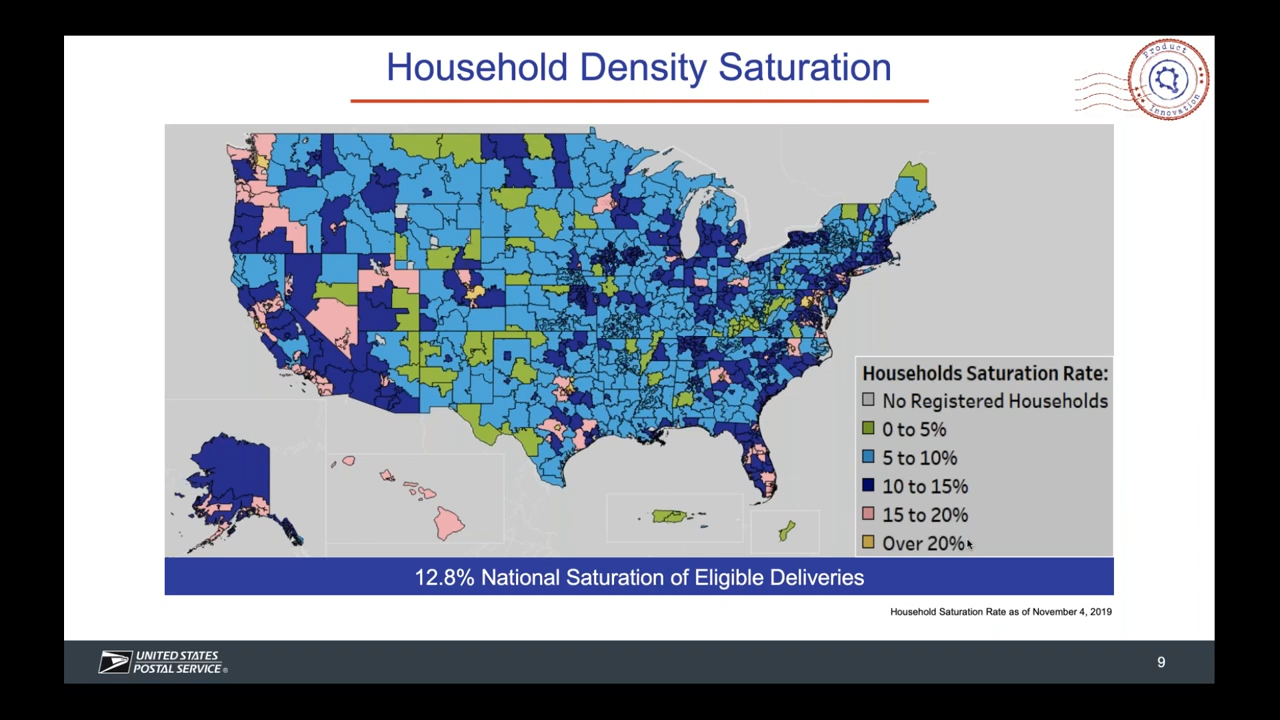 Household Density Saturation
Product
Innovation
Households Saturation Rate:
No Registered Households
0 to 5%
5 to 10%
10 to 15%
15 to 20%
Over 20%
12.8% National Saturation of Eligible Deliveries
Household Saturation Rate as of November 4, 2019
UNITED STATES
POSTAL SERVICE®
9